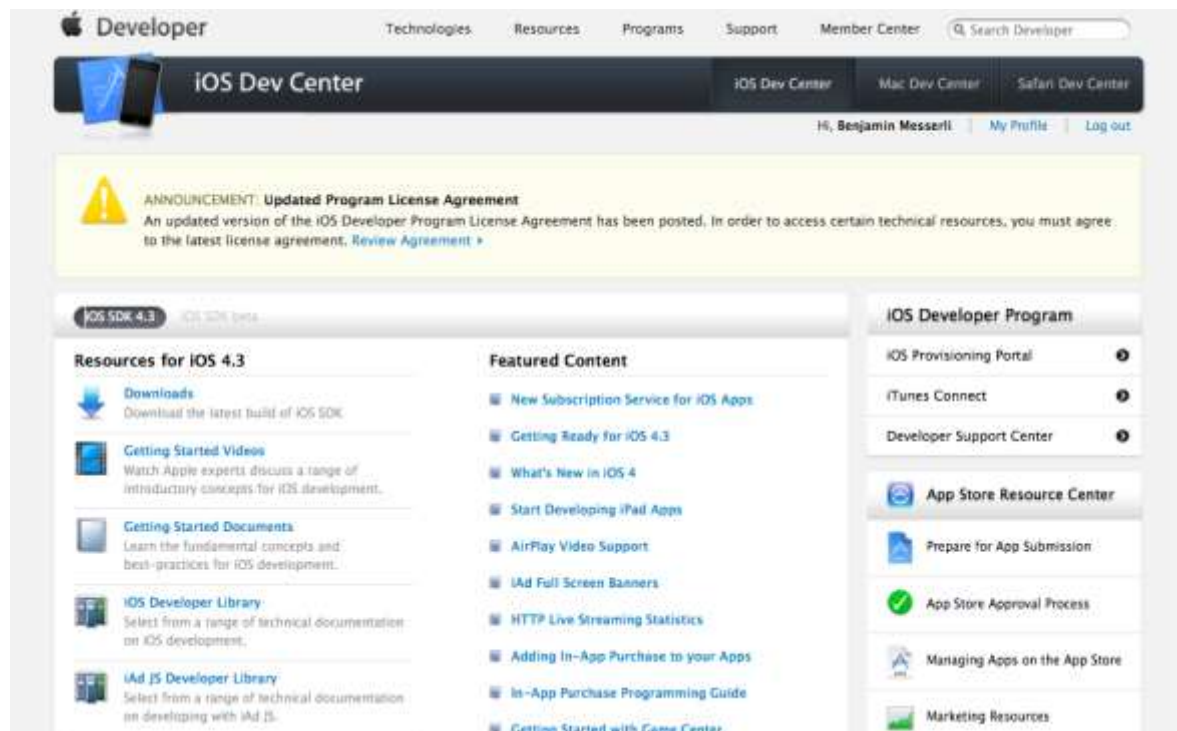 Developer
Technologies
Resources
Programs
Support
Member Center
Search Developer
iOS Dev Center
iOS Dev Center
Mac Dev Center
Safari Dev Center
Hi, Benjamin Messerli
My Profile
Log out
ANNOUNCEMENT: Updated Program License Agreement
An updated version of the iOS Developer Program License Agreement has been posted. In order to access certain technical resources, you must agree
to the latest license agreement. Review Agreement
iOS SDK 4.3
iOS SDK beta
Resources for iOS 4.3
Downloads
Download the latest build of iOS SDK
Getting Started Videos
Watch Apple experts discuss a range of
introductory concepts for iOS development.
Getting Started Documents
Learn the fundamental concepts and
best-practices for iOS development.
iOS Developer Library
Select from a range of technical documentation
on iOS development.
iAd JS Developer Library
Select from a range of technical documentation
on developing with iAd JS.
Featured Content
New Subscription Service for iOS Apps
Getting Ready for iOS 4.3
What's New in iOS 4
Start Developing iPad Apps
AirPlay Video Support
iAd Full Screen Banners
HTTP Live Streaming Statistics
Adding In-App Purchase to your Apps
In-App Purchase Programming Guide
Getting Started with Game Center
iOS Developer Program
iOS Provisioning Portal
iTunes Connect
Developer Support Center
App Store Resource Center
Prepare for App Submission
App Store Approval Process
Managing Apps on the App Store
Marketing Resources